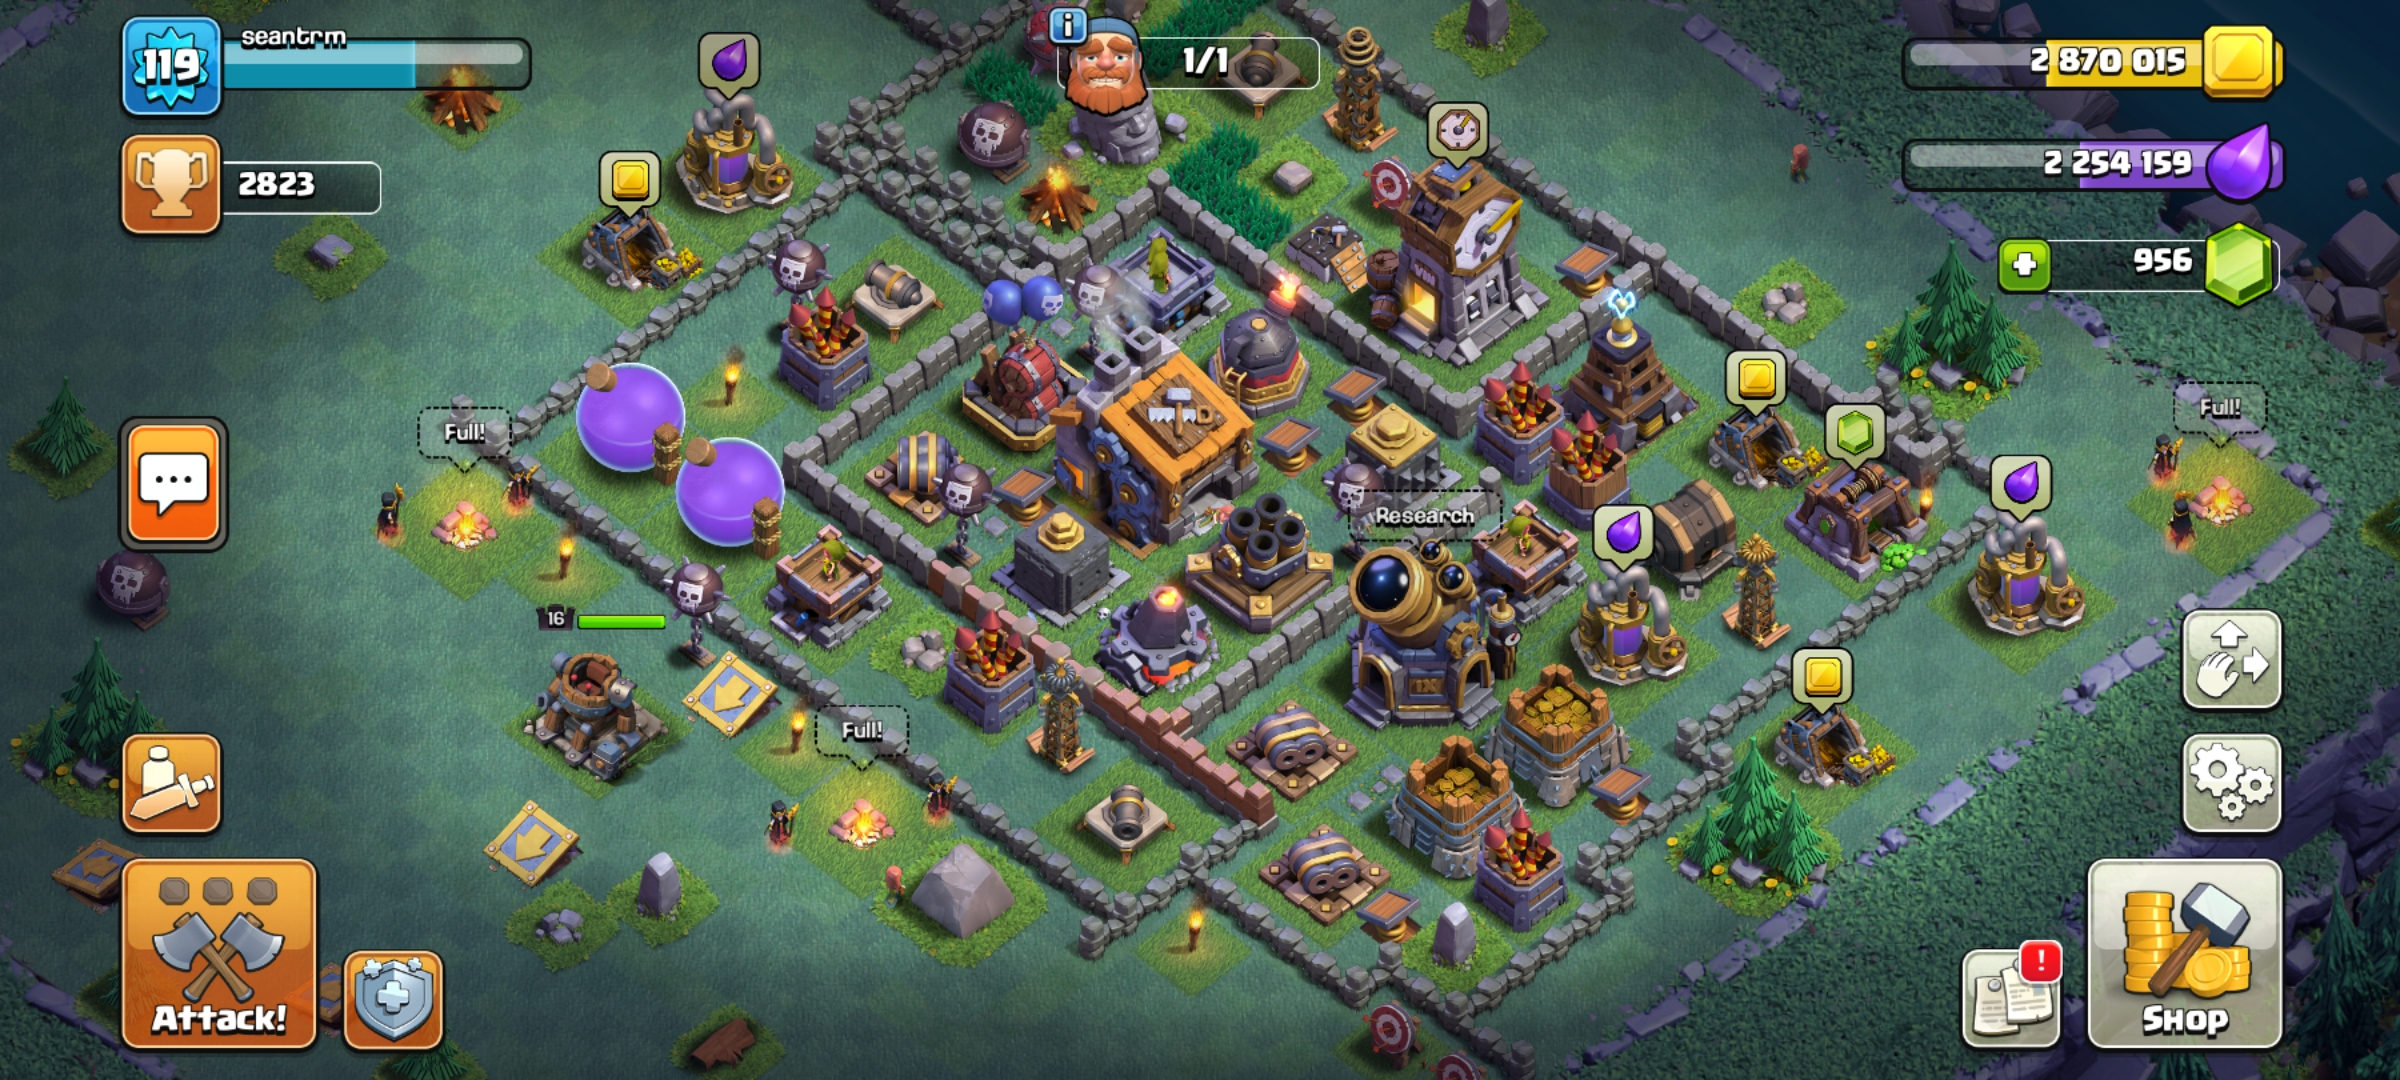 seantrm
119
1/1
2 870 015
2 254 159
2823
956
Full!
Full!
Research
16
Full!
Attack!
Shop
!